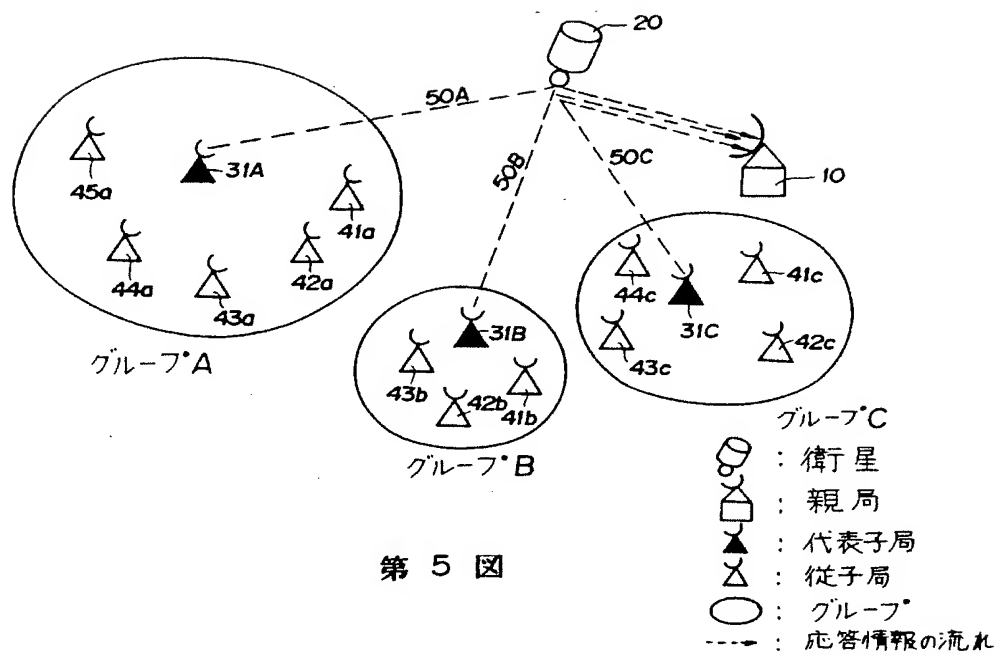 20
50A
50B
50C
10
45a
31A
41a
44a
42a
43a
グループA
31B
43b
42b
41b
グループB
44c
41c
31C
43c
42c
グループC
: 衛星
: 親局
: 代表子局
: 従子局
: グループ
: 応答情報の流れ
第 5 図